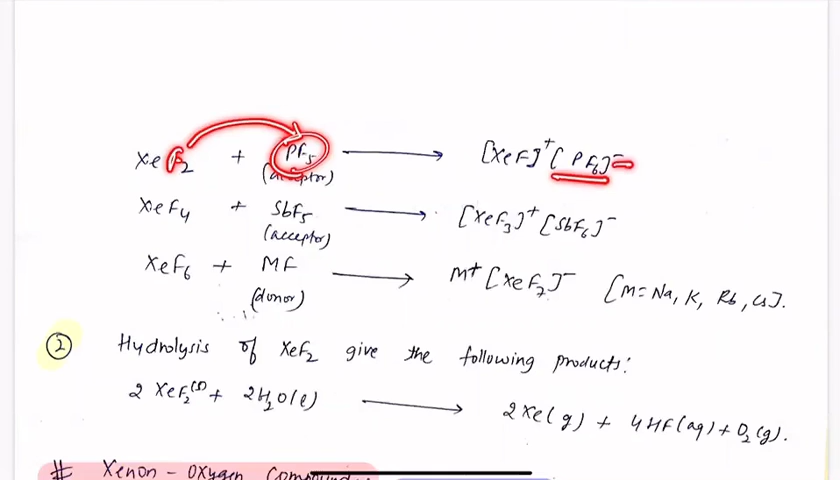 XeF₂ + PF₅ ⟶ [XeF]⁺[PF₆]⁻
(acceptor)
XeF₄ + SbF₅ ⟶ [XeF₃]⁺[SbF₆]⁻
(acceptor)
XeF₆ + MF ⟶ M⁺[XeF₇]⁻ [M = Na, K, Rb, Cs].
(donor)
② Hydrolysis of XeF₂ give the following products:
2 XeF₂(s) + 2H₂O(l) ⟶ 2Xe(g) + 4HF(aq) + O₂(g).
# Xenon - Oxygen Compounds